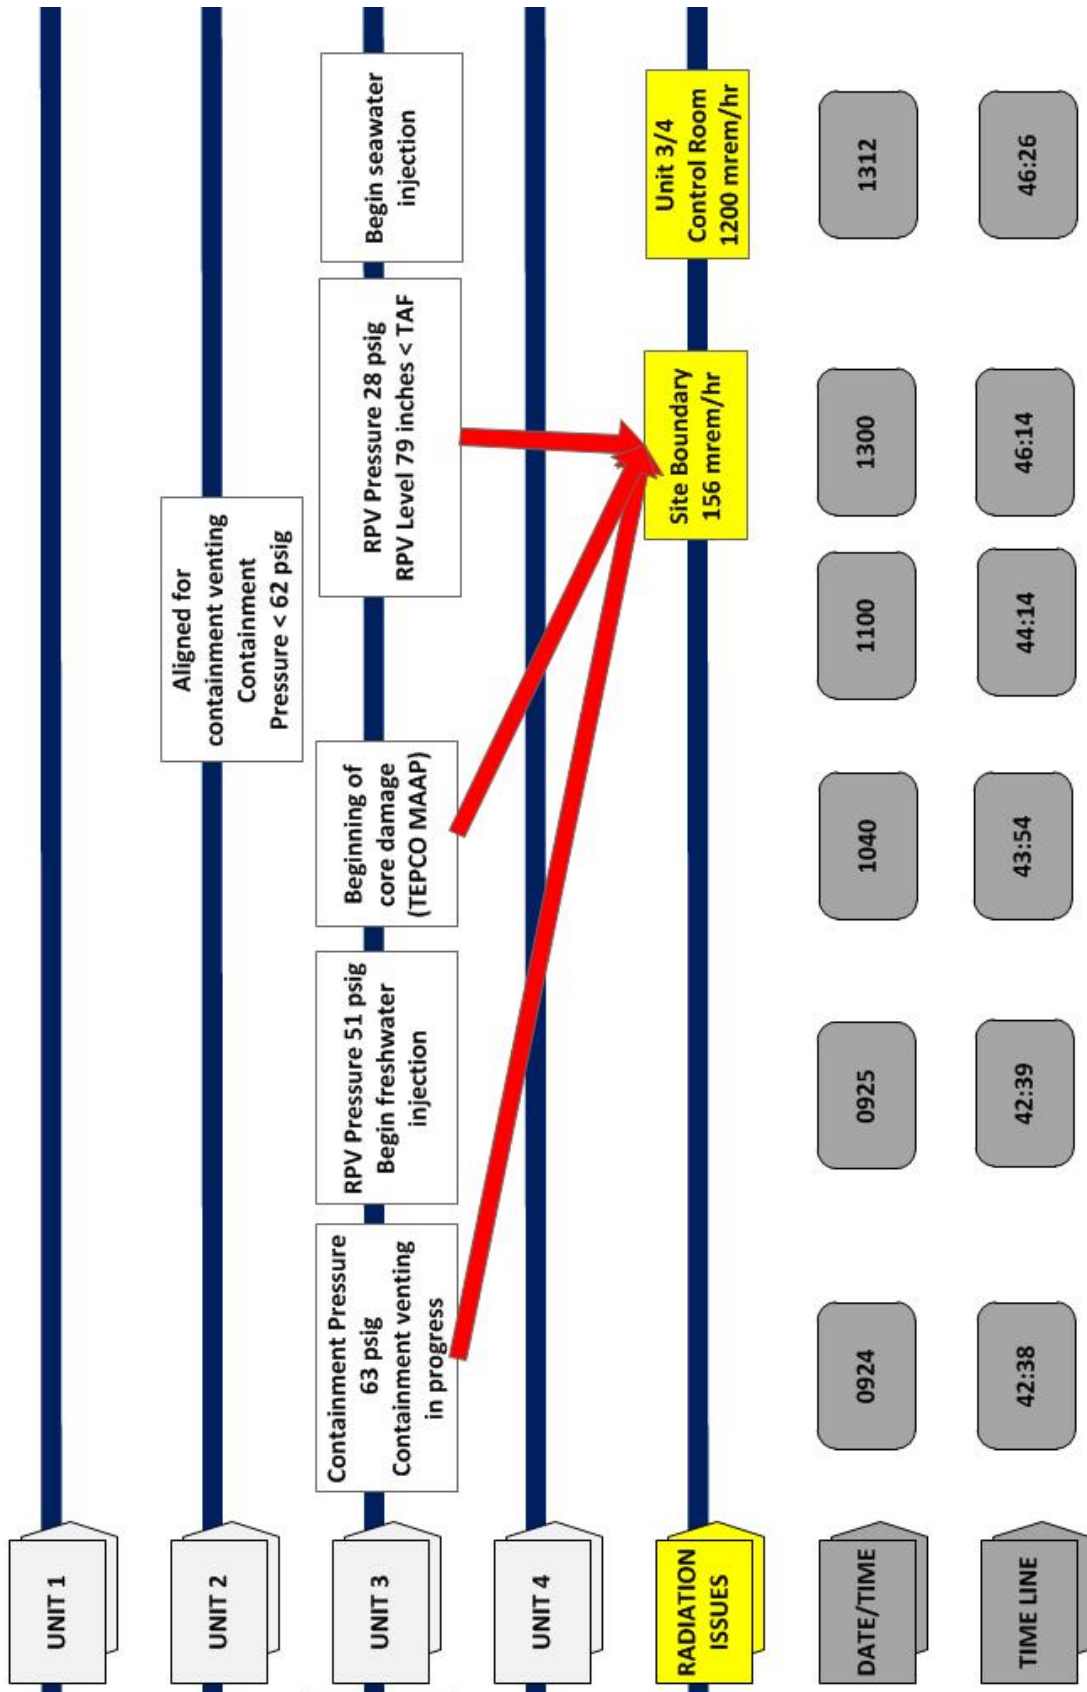 UNIT 1
UNIT 2
Aligned for
containment venting
Containment
Pressure < 62 psig
UNIT 3
Containment Pressure
63 psig
Containment venting
in progress
RPV Pressure 51 psig
Begin freshwater
injection
Beginning of
core damage
(TEPCO MAAP)
RPV Pressure 28 psig
RPV Level 79 inches < TAF
Begin seawater
injection
UNIT 4
RADIATION
ISSUES
Site Boundary
156 mrem/hr
Unit 3/4
Control Room
1200 mrem/hr
DATE/TIME
0924
0925
1040
1100
1300
1312
TIME LINE
42:38
42:39
43:54
44:14
46:14
46:26